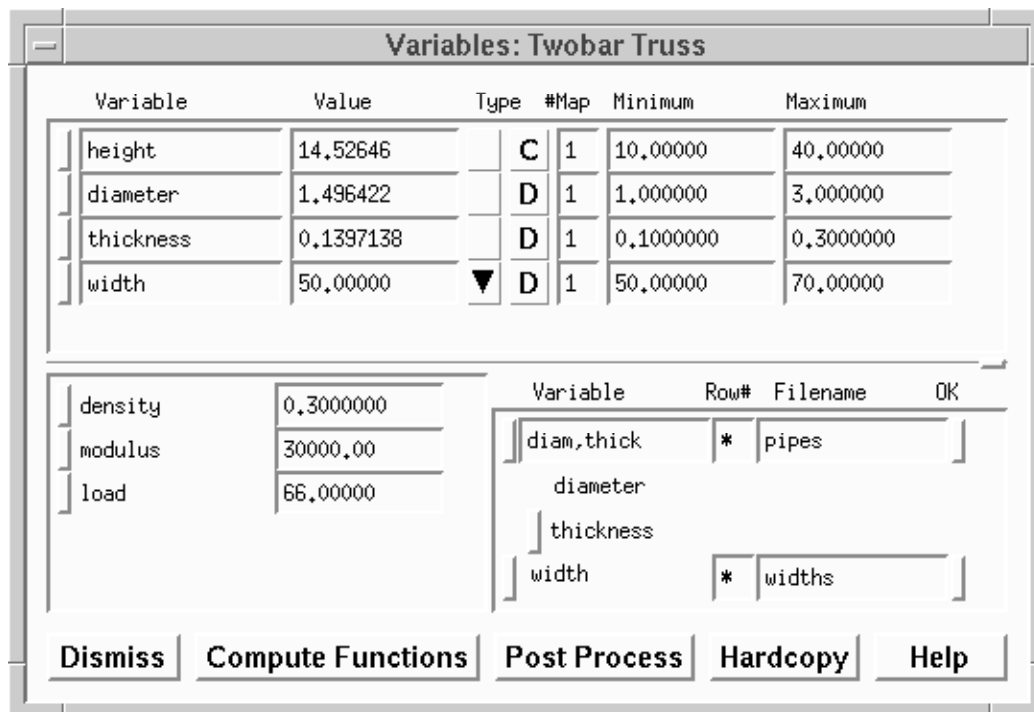 Variables: Twobar Truss
Variable Value Type #Map Minimum Maximum
height 14.52646 C 1 10.00000 40.00000
diameter 1.496422 D 1 1.000000 3.000000
thickness 0.1397138 D 1 0.1000000 0.3000000
width 50.00000 ▼ D 1 50.00000 70.00000
density 0.3000000
modulus 30000.00
load 66.00000
Variable Row# Filename OK
diam,thick * pipes
diameter
thickness
width * widths
Dismiss Compute Functions Post Process Hardcopy Help